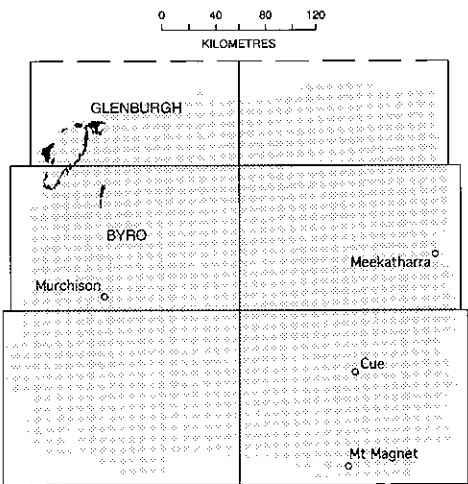 0 40 80 120
KILOMETRES
GLENBURGH
BYRO
Meekatharra
Murchison
Cue
Mt Magnet